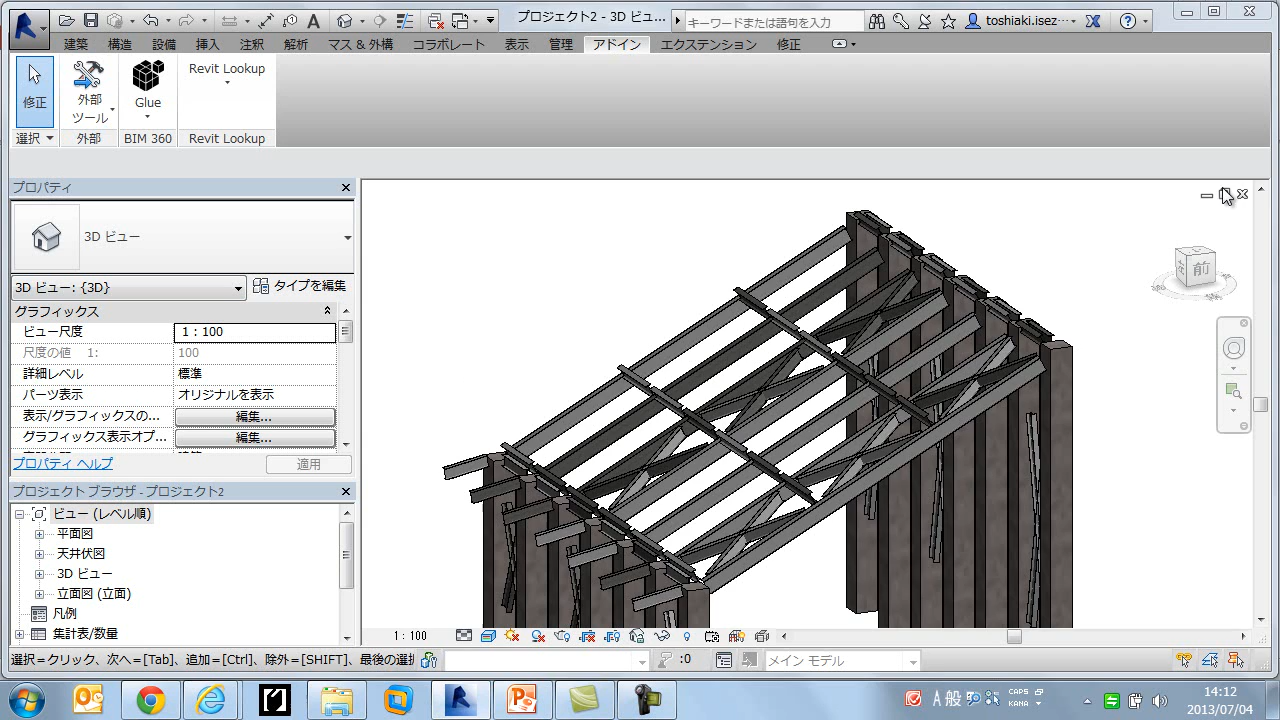 プロジェクト2 - 3D ビュ...
キーワードまたは語句を入力
toshiaki.isez...
建築 構造 設備 挿入 注釈 解析 マス & 外構 コラボレート 表示 管理 アドイン エクステンション 修正
修正
外部
ツール
Glue
Revit Lookup
選択
外部
BIM 360
Revit Lookup
プロパティ
3D ビュー
3D ビュー: {3D}
タイプを編集
グラフィックス
ビュー尺度 1 : 100
尺度の値 1: 100
詳細レベル 標準
パーツ表示 オリジナルを表示
表示/グラフィックスの... 編集...
グラフィックス表示オプ... 編集...
プロパティ ヘルプ
適用
プロジェクト ブラウザ - プロジェクト2
ビュー (レベル順)
平面図
天井伏図
3D ビュー
立面図 (立面)
凡例
集計表/数量
前
1 : 100
選択=クリック、次へ=[Tab]、追加=[Ctrl]、除外=[SHIFT]、最後の選
:0
メイン モデル
A 般
CAPS
KANA
14:12
2013/07/04